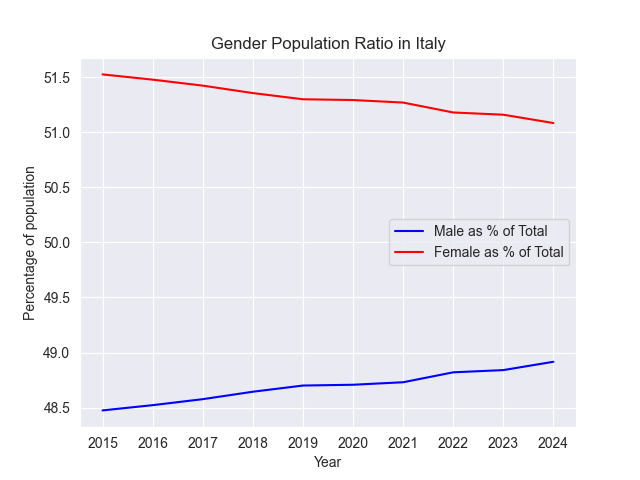 Gender Population Ratio in Italy
Percentage of population
51.5
51.0
50.5
50.0
49.5
49.0
48.5
Male as % of Total
Female as % of Total
2015 2016 2017 2018 2019 2020 2021 2022 2023 2024
Year